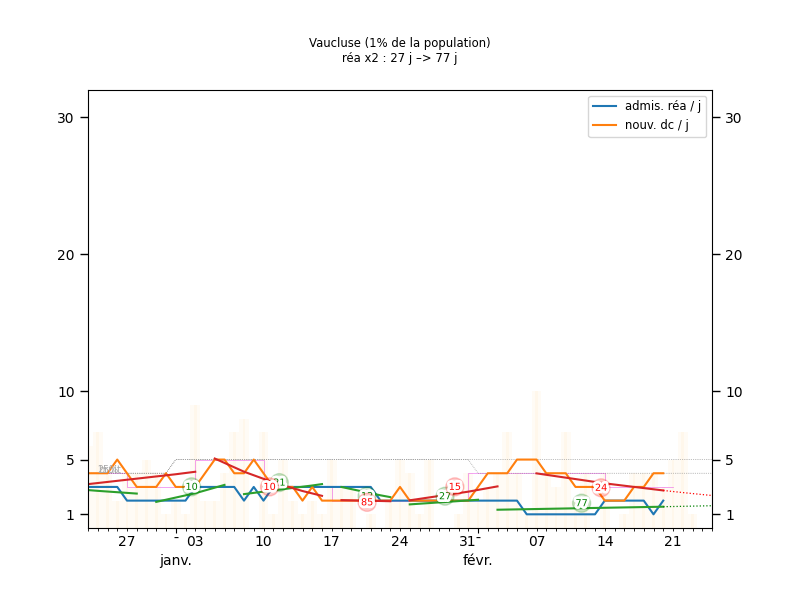 Vaucluse (1% de la population)
réa x2 : 27 j –> 77 j
admis. réa / j
nouv. dc / j
30 30
20 20
10 10
5 5
1 1
10
10
21
85
27
15
77
24
27 - 03 10 17 24 31 - 07 14 21
janv. févr.